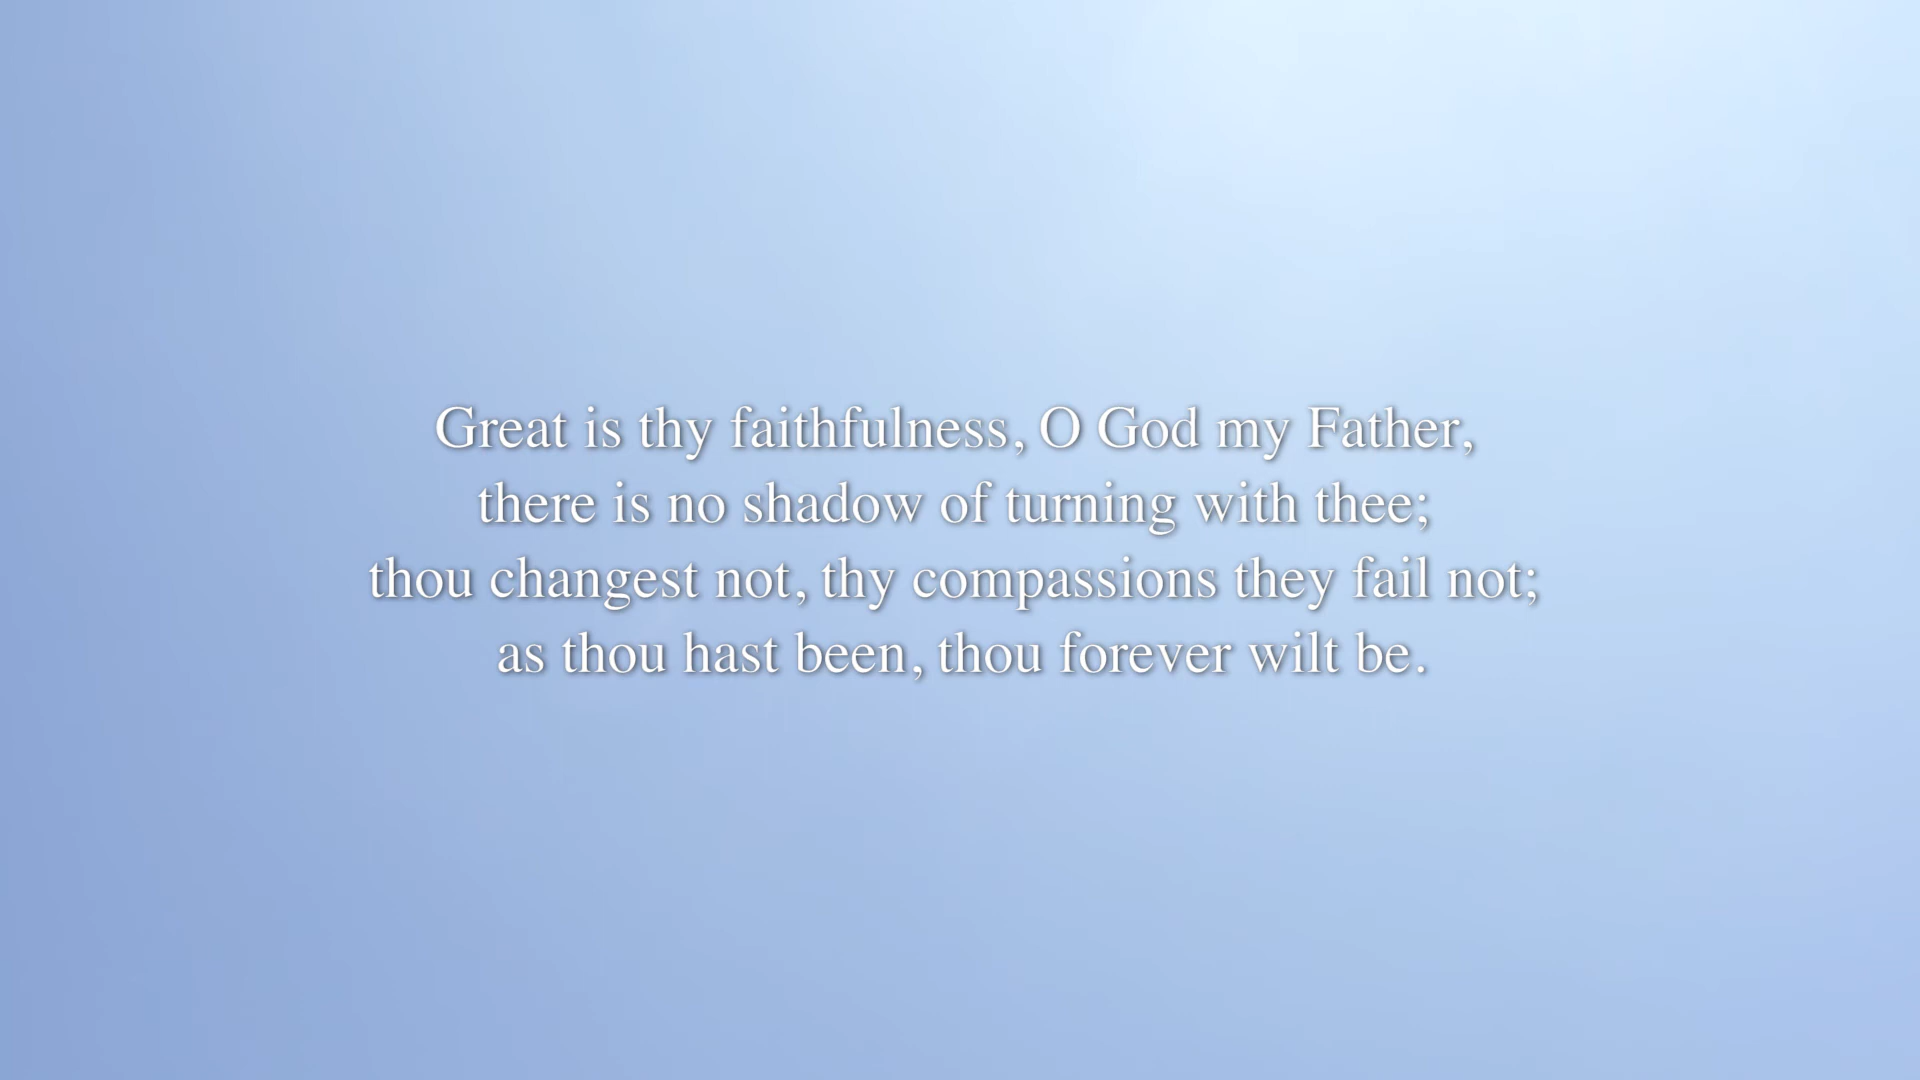 Great is thy faithfulness, O God my Father,
there is no shadow of turning with thee;
thou changest not, thy compassions they fail not;
as thou hast been, thou forever wilt be.